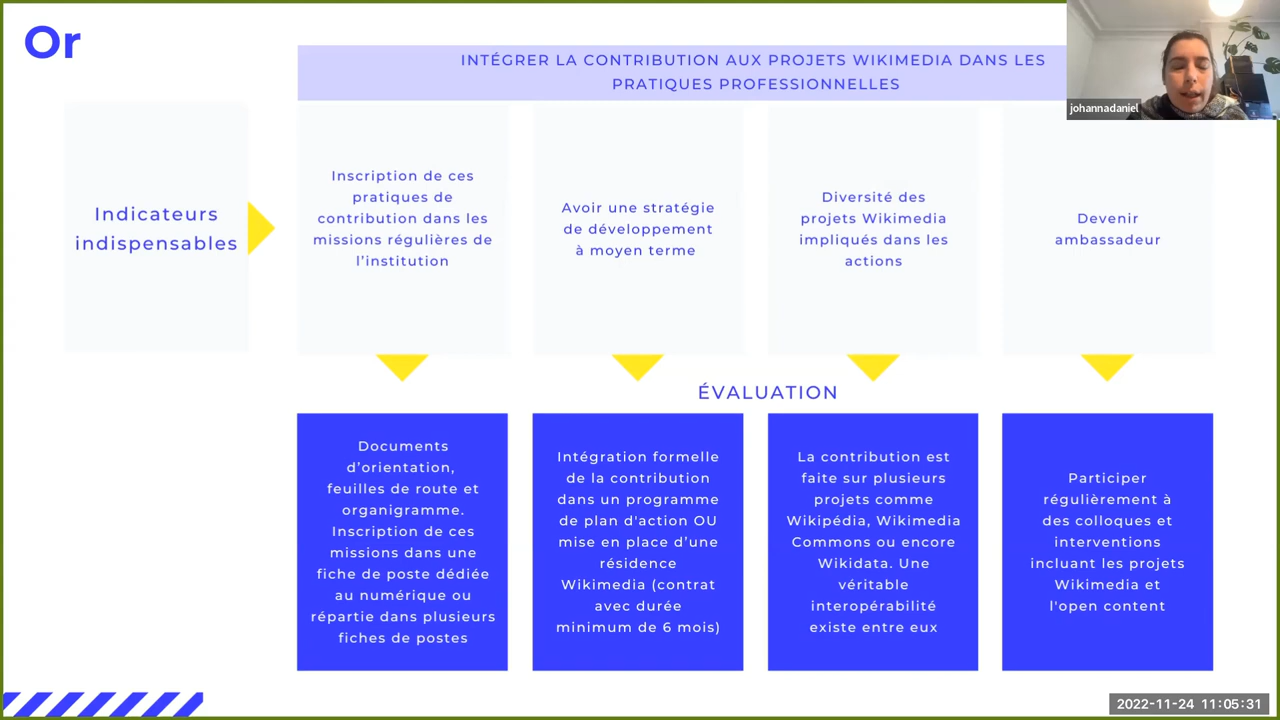 Or
INTÉGRER LA CONTRIBUTION AUX PROJETS WIKIMEDIA DANS LES
PRATIQUES PROFESSIONNELLES
johannadaniel
Indicateurs
indispensables
Inscription de ces
pratiques de
contribution dans les
missions régulières de
l’institution
Avoir une stratégie
de développement
à moyen terme
Diversité des
projets Wikimedia
impliqués dans les
actions
Devenir
ambassadeur
ÉVALUATION
Documents
d’orientation,
feuilles de route et
organigramme.
Inscription de ces
missions dans une
fiche de poste dédiée
au numérique ou
répartie dans plusieurs
fiches de postes
Intégration formelle
de la contribution
dans un programme
de plan d'action OU
mise en place d’une
résidence
Wikimedia (contrat
avec durée
minimum de 6 mois)
La contribution est
faite sur plusieurs
projets comme
Wikipédia, Wikimedia
Commons ou encore
Wikidata. Une
véritable
interopérabilité
existe entre eux
Participer
régulièrement à
des colloques et
interventions
incluant les projets
Wikimedia et
l'open content
2022-11-24 11:05:31